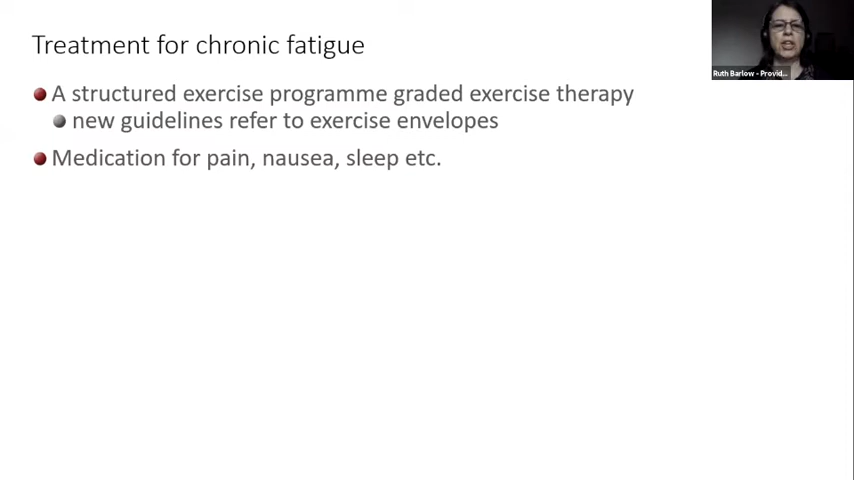 Treatment for chronic fatigue
A structured exercise programme graded exercise therapy
new guidelines refer to exercise envelopes
Medication for pain, nausea, sleep etc.
Ruth Barlow - Provid...